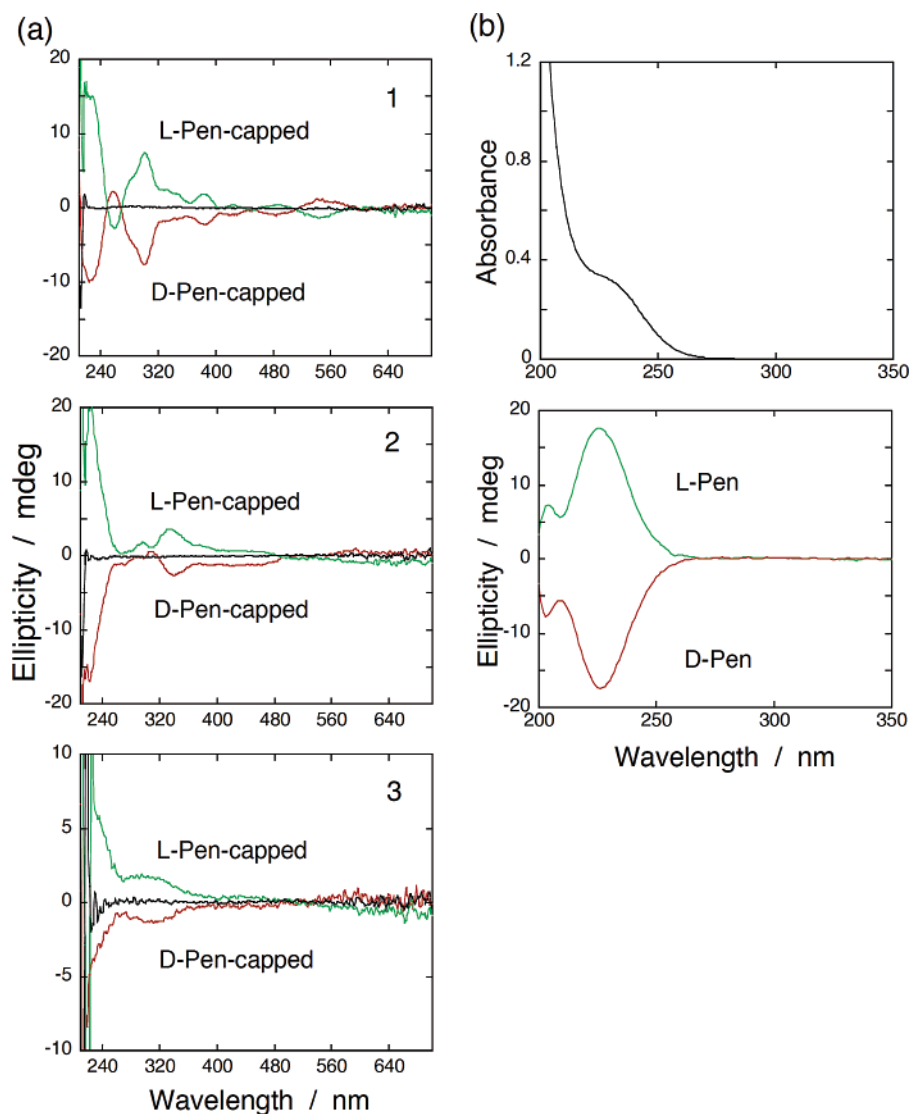 (a)
20
10
0
-10
-20
1
L-Pen-capped
D-Pen-capped
240 320 400 480 560 640
20
10
0
-10
-20
2
L-Pen-capped
D-Pen-capped
240 320 400 480 560 640
Ellipticity / mdeg
10
5
0
-5
-10
3
L-Pen-capped
D-Pen-capped
240 320 400 480 560 640
Wavelength / nm
(b)
Absorbance
1.2
0.8
0.4
0
200 250 300 350
Ellipticity / mdeg
20
10
0
-10
-20
L-Pen
D-Pen
200 250 300 350
Wavelength / nm